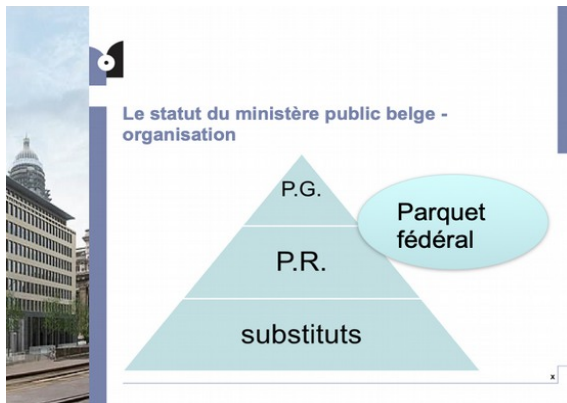 Le statut du ministère public belge -
organisation
P.G.
Parquet
fédéral
P.R.
substituts
x